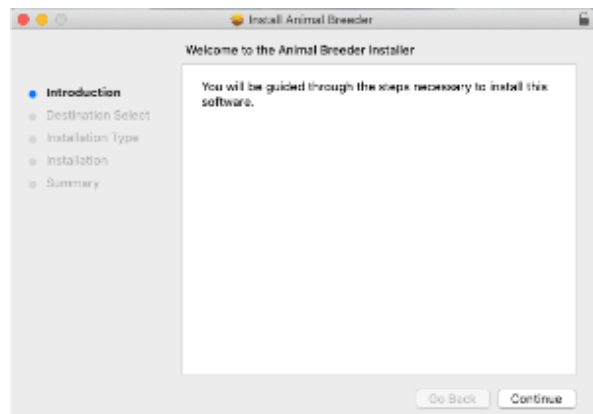 Install Animal Breeder
Welcome to the Animal Breeder Installer
Introduction
Destination Select
Installation Type
Installation
Summary
You will be guided through the steps necessary to install this
software.
Go Back
Continue